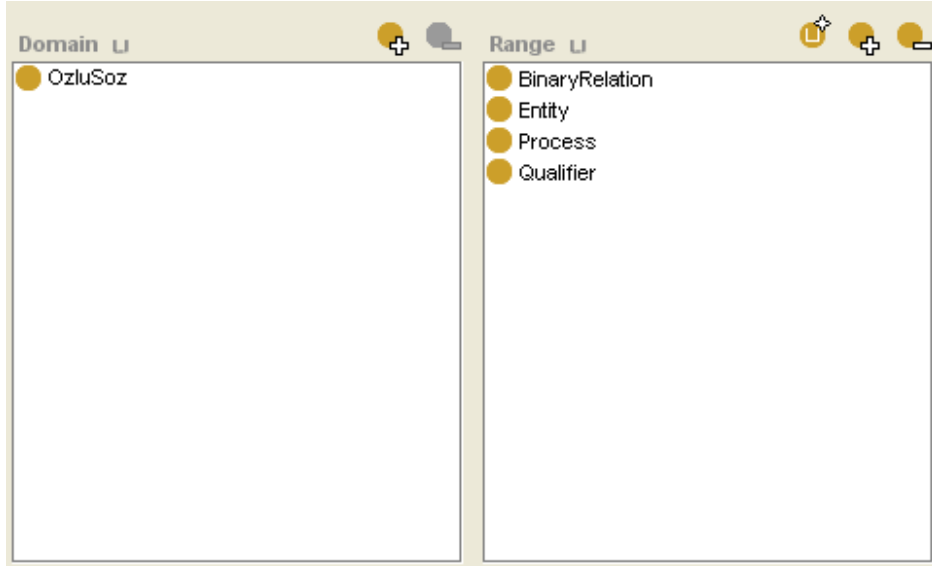 Domain ⊔
OzluSoz
Range ⊔
BinaryRelation
Entity
Process
Qualifier